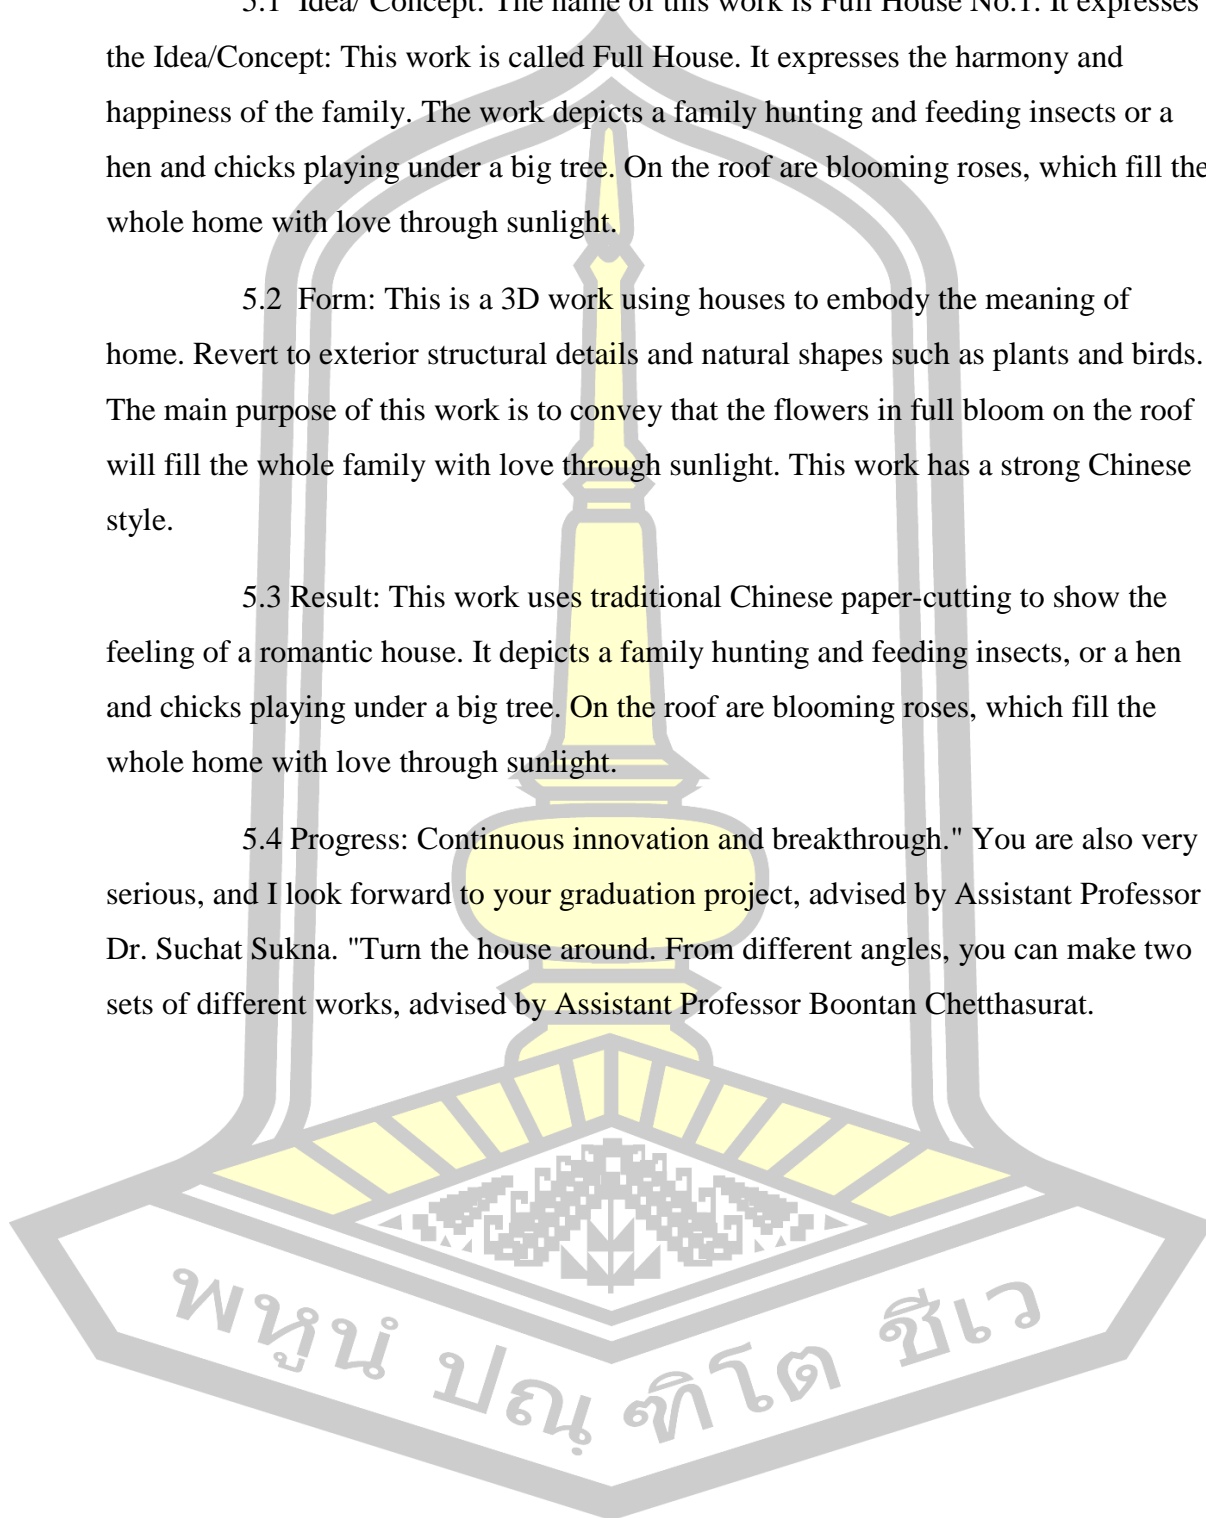 5.1 Idea/ Concept: The name of this work is Full House No.1. It expresses
the Idea/Concept: This work is called Full House. It expresses the harmony and
happiness of the family. The work depicts a family hunting and feeding insects or a
hen and chicks playing under a big tree. On the roof are blooming roses, which fill the
whole home with love through sunlight.
5.2 Form: This is a 3D work using houses to embody the meaning of
home. Revert to exterior structural details and natural shapes such as plants and birds.
The main purpose of this work is to convey that the flowers in full bloom on the roof
will fill the whole family with love through sunlight. This work has a strong Chinese
style.
5.3 Result: This work uses traditional Chinese paper-cutting to show the
feeling of a romantic house. It depicts a family hunting and feeding insects, or a hen
and chicks playing under a big tree. On the roof are blooming roses, which fill the
whole home with love through sunlight.
5.4 Progress: Continuous innovation and breakthrough." You are also very
serious, and I look forward to your graduation project, advised by Assistant Professor
Dr. Suchat Sukna. "Turn the house around. From different angles, you can make two
sets of different works, advised by Assistant Professor Boontan Chetthasurat.
พหูนํ ปณฺฑิโต ชีเว